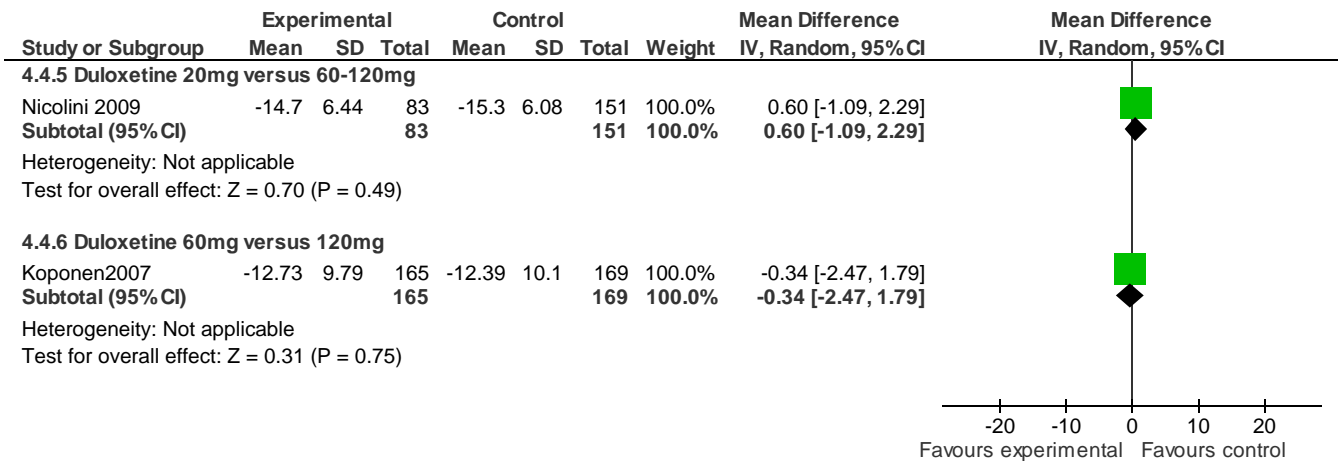 Experimental Control Mean Difference Mean Difference
Study or Subgroup Mean SD Total Mean SD Total Weight IV, Random, 95% CI IV, Random, 95% CI
4.4.5 Duloxetine 20mg versus 60-120mg
Nicolini 2009 -14.7 6.44 83 -15.3 6.08 151 100.0% 0.60 [-1.09, 2.29]
Subtotal (95% CI) 83 151 100.0% 0.60 [-1.09, 2.29]
Heterogeneity: Not applicable
Test for overall effect: Z = 0.70 (P = 0.49)
4.4.6 Duloxetine 60mg versus 120mg
Koponen2007 -12.73 9.79 165 -12.39 10.1 169 100.0% -0.34 [-2.47, 1.79]
Subtotal (95% CI) 165 169 100.0% -0.34 [-2.47, 1.79]
Heterogeneity: Not applicable
Test for overall effect: Z = 0.31 (P = 0.75)
-20 -10 0 10 20
Favours experimental Favours control